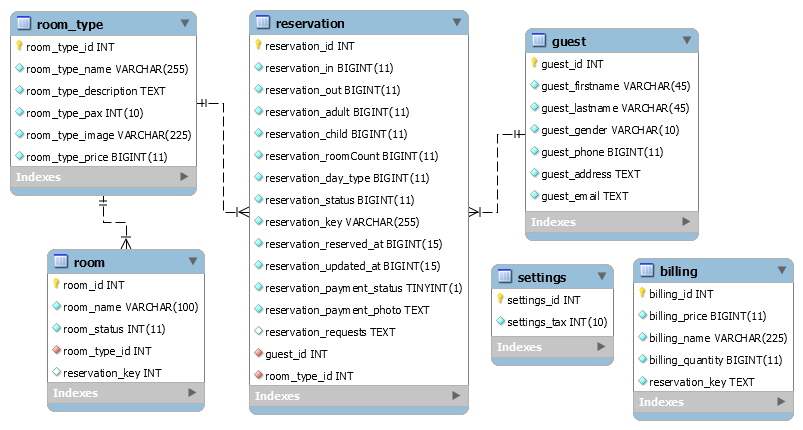 room_type
room_type_id INT
room_type_name VARCHAR(255)
room_type_description TEXT
room_type_pax INT(10)
room_type_image VARCHAR(225)
room_type_price BIGINT(11)
Indexes
reservation
reservation_id INT
reservation_in BIGINT(11)
reservation_out BIGINT(11)
reservation_adult BIGINT(11)
reservation_child BIGINT(11)
reservation_roomCount BIGINT(11)
reservation_day_type BIGINT(11)
reservation_status BIGINT(11)
reservation_key VARCHAR(255)
reservation_reserved_at BIGINT(15)
reservation_updated_at BIGINT(15)
reservation_payment_status TINYINT(1)
reservation_payment_photo TEXT
reservation_requests TEXT
guest_id INT
room_type_id INT
Indexes
guest
guest_id INT
guest_firstname VARCHAR(45)
guest_lastname VARCHAR(45)
guest_gender VARCHAR(10)
guest_phone BIGINT(11)
guest_address TEXT
guest_email TEXT
Indexes
room
room_id INT
room_name VARCHAR(100)
room_status INT(11)
room_type_id INT
reservation_key INT
Indexes
settings
settings_id INT
settings_tax INT(10)
Indexes
billing
billing_id INT
billing_price BIGINT(11)
billing_name VARCHAR(225)
billing_quantity BIGINT(11)
reservation_key TEXT
Indexes